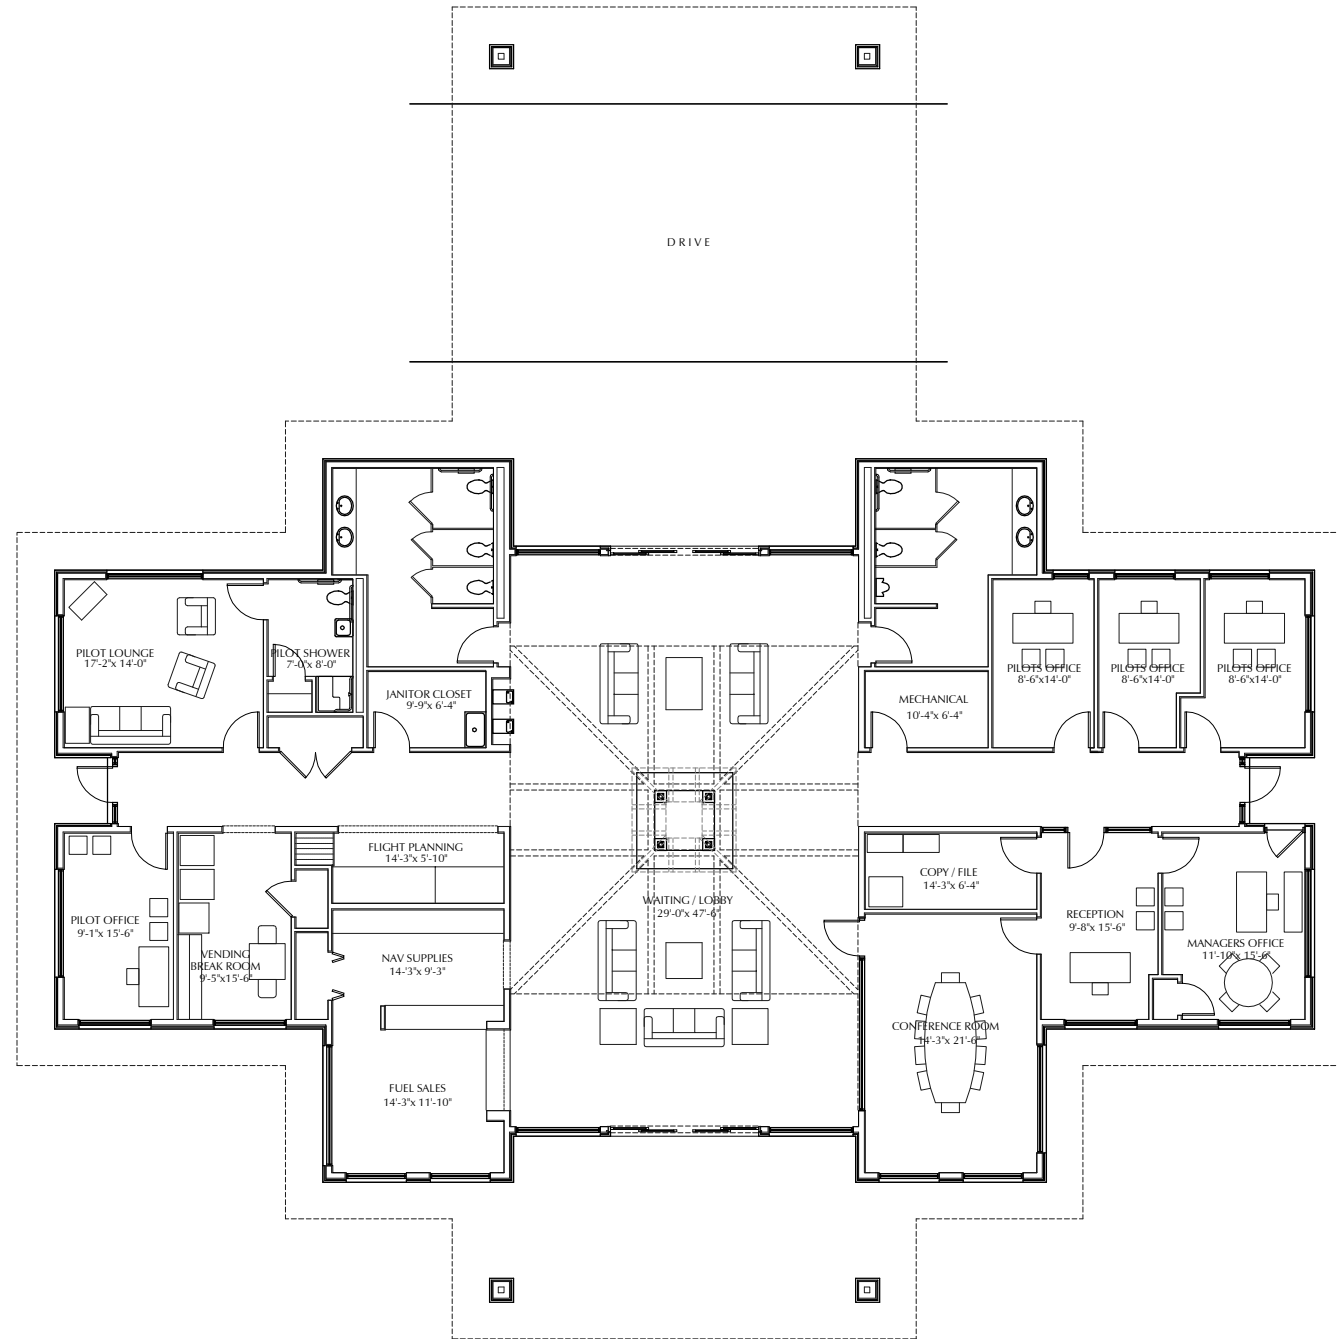 DRIVE
PILOT LOUNGE
17'-2"x 14'-0"
PILOT SHOWER
7'-0"x 8'-0"
JANITOR CLOSET
9'-9"x 6'-4"
MECHANICAL
10'-4"x 6'-4"
PILOTS OFFICE
8'-6"x14'-0"
PILOTS OFFICE
8'-6"x14'-0"
PILOTS OFFICE
8'-6"x14'-0"
FLIGHT PLANNING
14'-3"x 5'-10"
PILOT OFFICE
9'-1"x 15'-6"
VENDING
BREAK ROOM
9'-5"x15'-6"
NAV SUPPLIES
14'-3"x 9'-3"
FUEL SALES
14'-3"x 11'-10"
WAITING / LOBBY
29'-0"x 47'-6"
COPY / FILE
14'-3"x 6'-4"
RECEPTION
9'-8"x 15'-6"
MANAGERS OFFICE
11'-10"x 15'-6"
CONFERENCE ROOM
14'-3"x 21'-6"